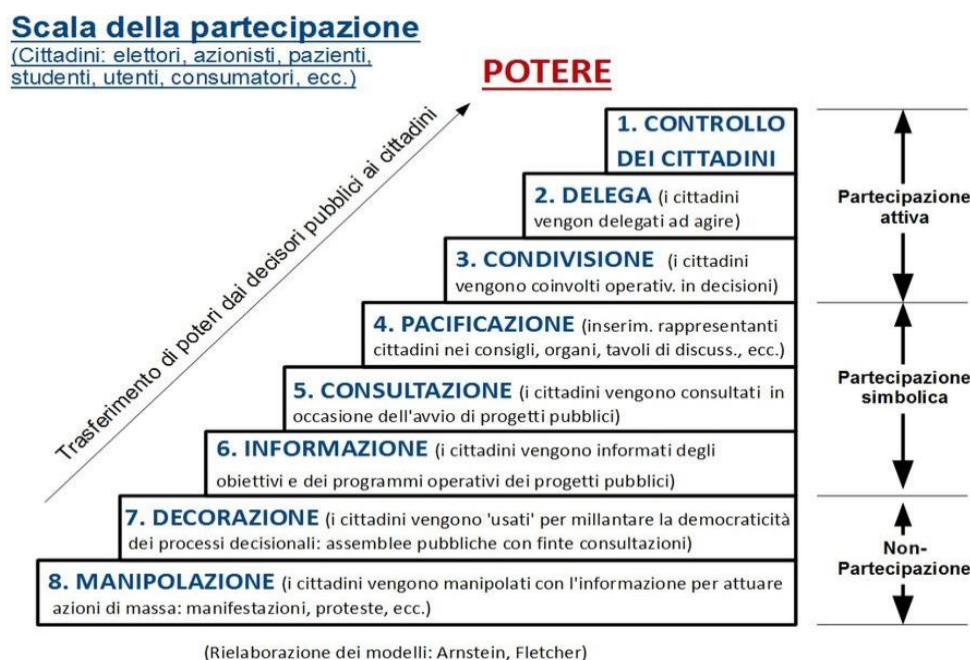 Scala della partecipazione
(Cittadini: elettori, azionisti, pazienti,
studenti, utenti, consumatori, ecc.)
POTERE
Trasferimento di poteri dai decisori pubblici ai cittadini
1. CONTROLLO
DEI CITTADINI
2. DELEGA (i cittadini
vengon delegati ad agire)
3. CONDIVISIONE (i cittadini
vengono coinvolti operativ. in decisioni)
Partecipazione
attiva
4. PACIFICAZIONE (inserim. rappresentanti
cittadini nei consigli, organi, tavoli di discuss., ecc.)
5. CONSULTAZIONE (i cittadini vengono consultati in
occasione dell'avvio di progetti pubblici)
6. INFORMAZIONE (i cittadini vengono informati degli
obiettivi e dei programmi operativi dei progetti pubblici)
Partecipazione
simbolica
7. DECORAZIONE (i cittadini vengono 'usati' per millantare la democraticità
dei processi decisionali: assemblee pubbliche con finte consultazioni)
8. MANIPOLAZIONE (i cittadini vengono manipolati con l'informazione per attuare
azioni di massa: manifestazioni, proteste, ecc.)
Non-
Partecipazione
(Rielaborazione dei modelli: Arnstein, Fletcher)